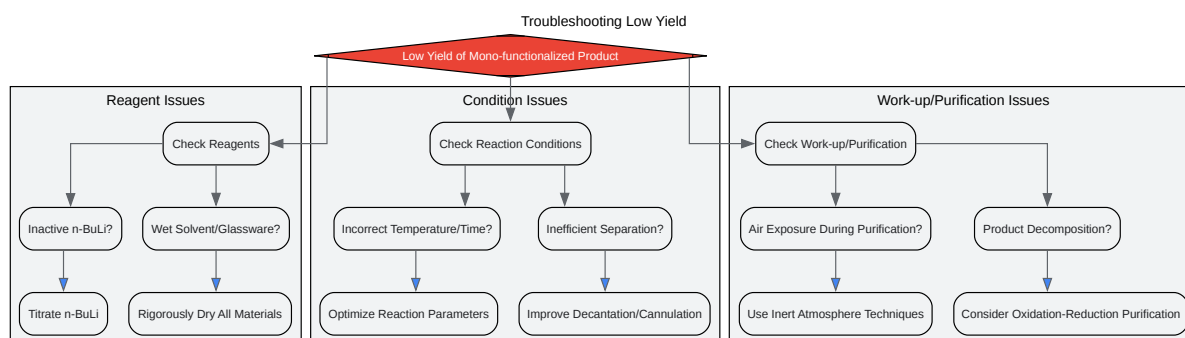 Troubleshooting Low Yield
Low Yield of Mono-functionalized Product
Reagent Issues
Condition Issues
Work-up/Purification Issues
Check Reagents
Check Reaction Conditions
Check Work-up/Purification
Inactive n-BuLi?
Wet Solvent/Glassware?
Incorrect Temperature/Time?
Inefficient Separation?
Air Exposure During Purification?
Product Decomposition?
Titrate n-BuLi
Rigorously Dry All Materials
Optimize Reaction Parameters
Improve Decantation/Cannulation
Use Inert Atmosphere Techniques
Consider Oxidation-Reduction Purification